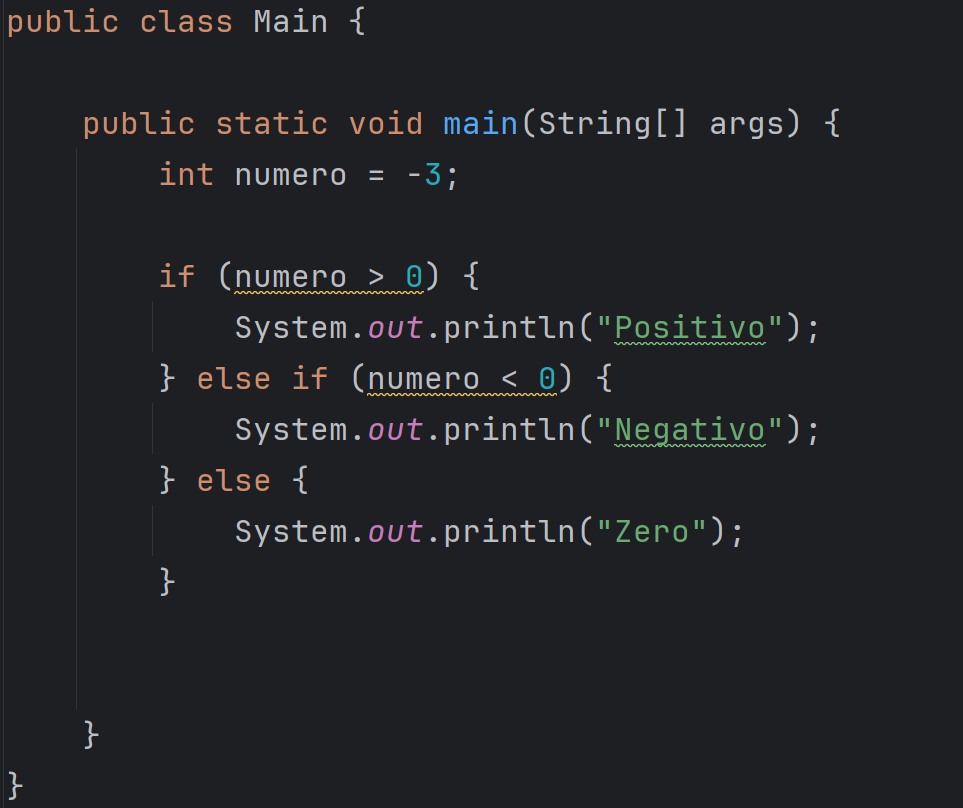 public class Main {
    public static void main(String[] args) {
        int numero = -3;
        if (numero > 0) {
            System.out.println("Positivo");
        } else if (numero < 0) {
            System.out.println("Negativo");
        } else {
            System.out.println("Zero");
        }
    }
}